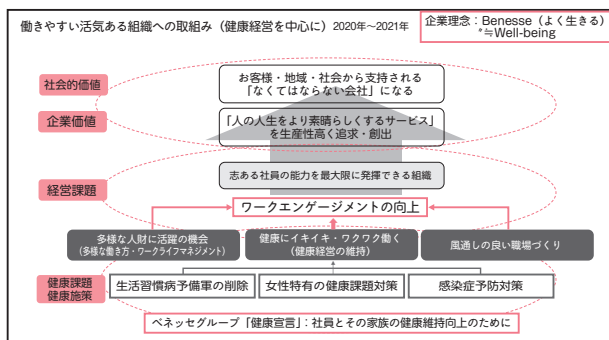 働きやすい活気ある組織への取組み(健康経営を中心に) 2020年〜2021年
企業理念:Benesse(よく生きる)
*≒Well-being
社会的価値
お客様・地域・社会から支持される
「なくてはならない会社」になる
企業価値
「人の人生をより素晴らしくするサービス」
を生産性高く追求・創出
志ある社員の能力を最大限に発揮できる組織
経営課題
ワークエンゲージメントの向上
多様な人財に活躍の機会
(多様な働き方・ワークライフマネジメント)
健康にイキイキ・ワクワク働く
(健康経営の維持)
風通しの良い職場づくり
健康課題
健康施策
生活習慣病予備軍の削除
女性特有の健康課題対策
感染症予防対策
ベネッセグループ「健康宣言」:社員とその家族の健康維持向上のために